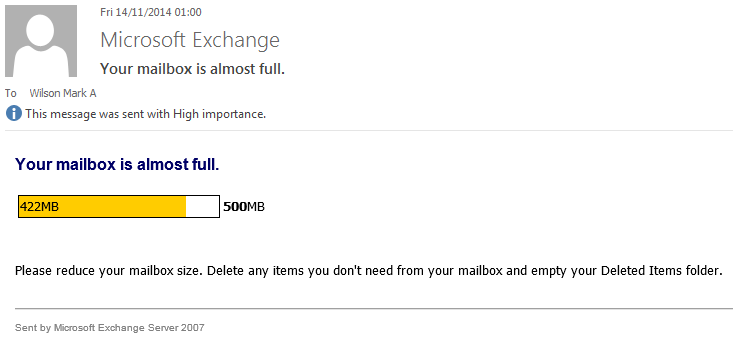 Fri 14/11/2014 01:00
Microsoft Exchange
Your mailbox is almost full.
To Wilson Mark A
This message was sent with High importance.
Your mailbox is almost full.
422MB 500MB
Please reduce your mailbox size. Delete any items you don't need from your mailbox and empty your Deleted Items folder.
Sent by Microsoft Exchange Server 2007